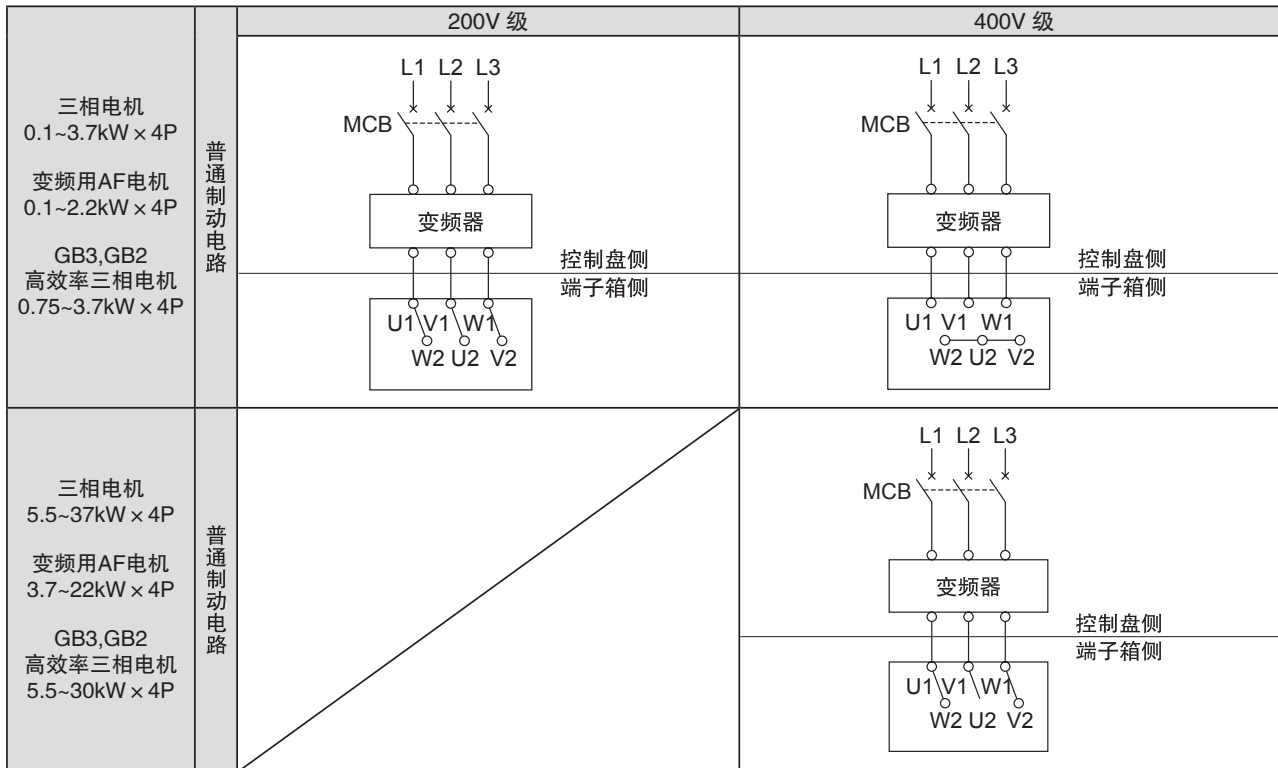 200V 级
400V 级
三相电机
0.1~3.7kW × 4P
变频用AF电机
0.1~2.2kW × 4P
GB3,GB2
高效率三相电机
0.75~3.7kW × 4P
普通制动电路
L1 L2 L3
MCB
变频器
控制盘侧
端子箱侧
U1 V1 W1
W2 U2 V2
L1 L2 L3
MCB
变频器
控制盘侧
端子箱侧
U1 V1 W1
W2 U2 V2
三相电机
5.5~37kW × 4P
变频用AF电机
3.7~22kW × 4P
GB3,GB2
高效率三相电机
5.5~30kW × 4P
普通制动电路
L1 L2 L3
MCB
变频器
控制盘侧
端子箱侧
U1 V1 W1
W2 U2 V2